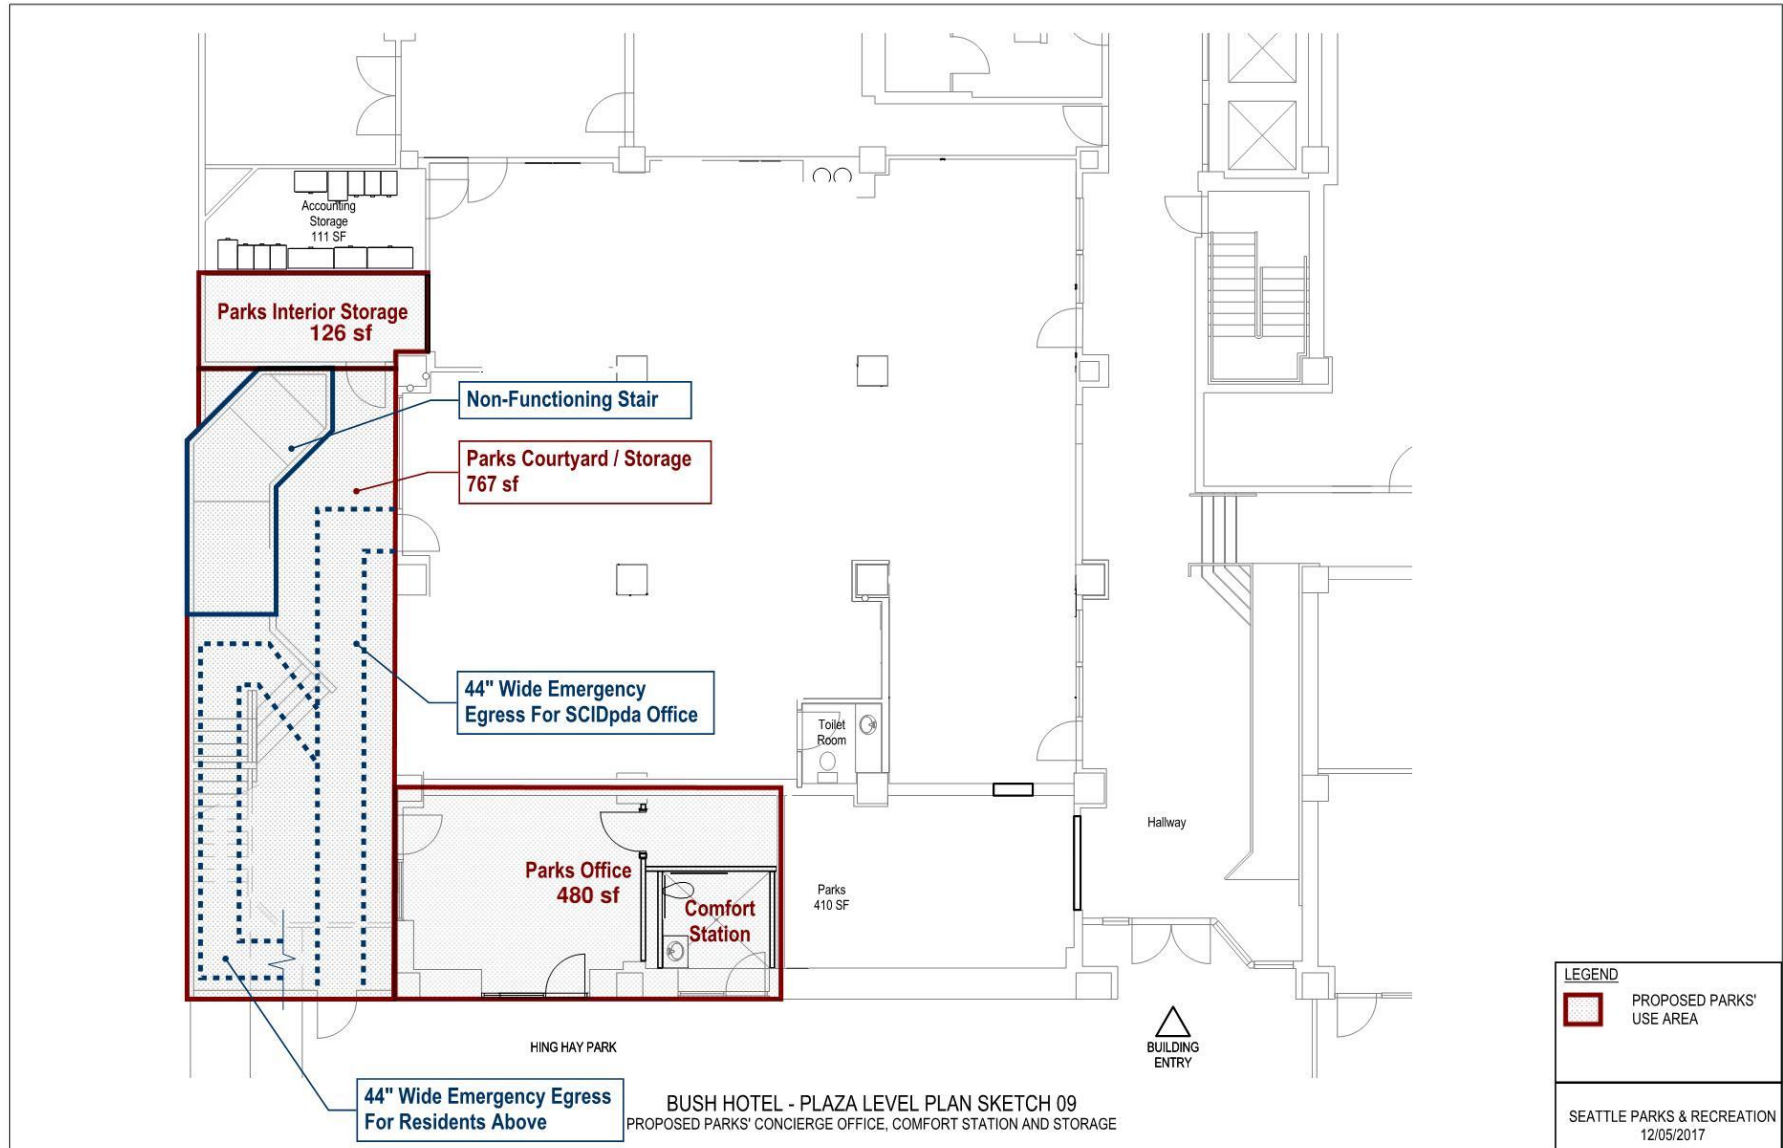 Accounting
Storage
111 SF
Parks Interior Storage
126 sf
Non-Functioning Stair
Parks Courtyard / Storage
767 sf
44" Wide Emergency
Egress For SCIDpda Office
Toilet
Room
Hallway
Parks Office
480 sf
Comfort
Station
Parks
410 SF
HING HAY PARK
BUILDING
ENTRY
44" Wide Emergency Egress
For Residents Above
BUSH HOTEL - PLAZA LEVEL PLAN SKETCH 09
PROPOSED PARKS' CONCIERGE OFFICE, COMFORT STATION AND STORAGE
LEGEND
PROPOSED PARKS'
USE AREA
SEATTLE PARKS & RECREATION
12/05/2017